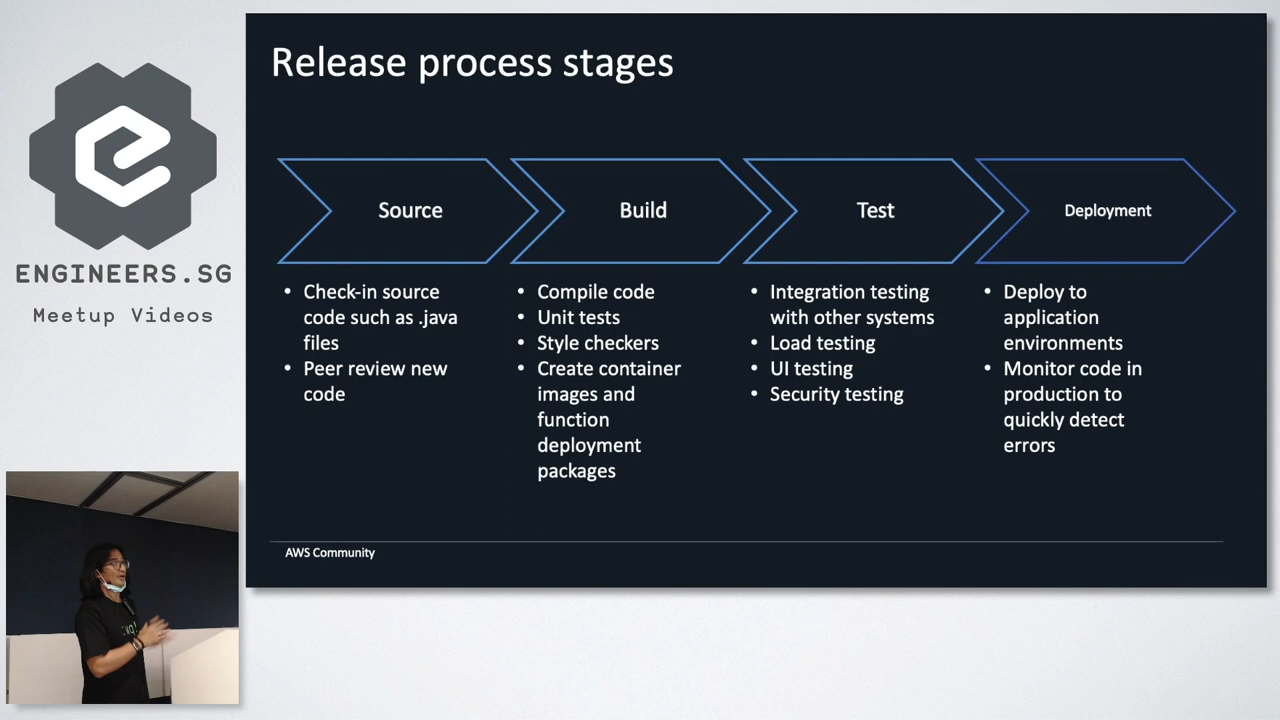 Release process stages
ENGINEERS.SG
Meetup Videos
Source
Build
Test
Deployment
• Check-in source
code such as .java
files
• Peer review new
code
• Compile code
• Unit tests
• Style checkers
• Create container
images and
function
deployment
packages
• Integration testing
with other systems
• Load testing
• UI testing
• Security testing
• Deploy to
application
environments
• Monitor code in
production to
quickly detect
errors
AWS Community